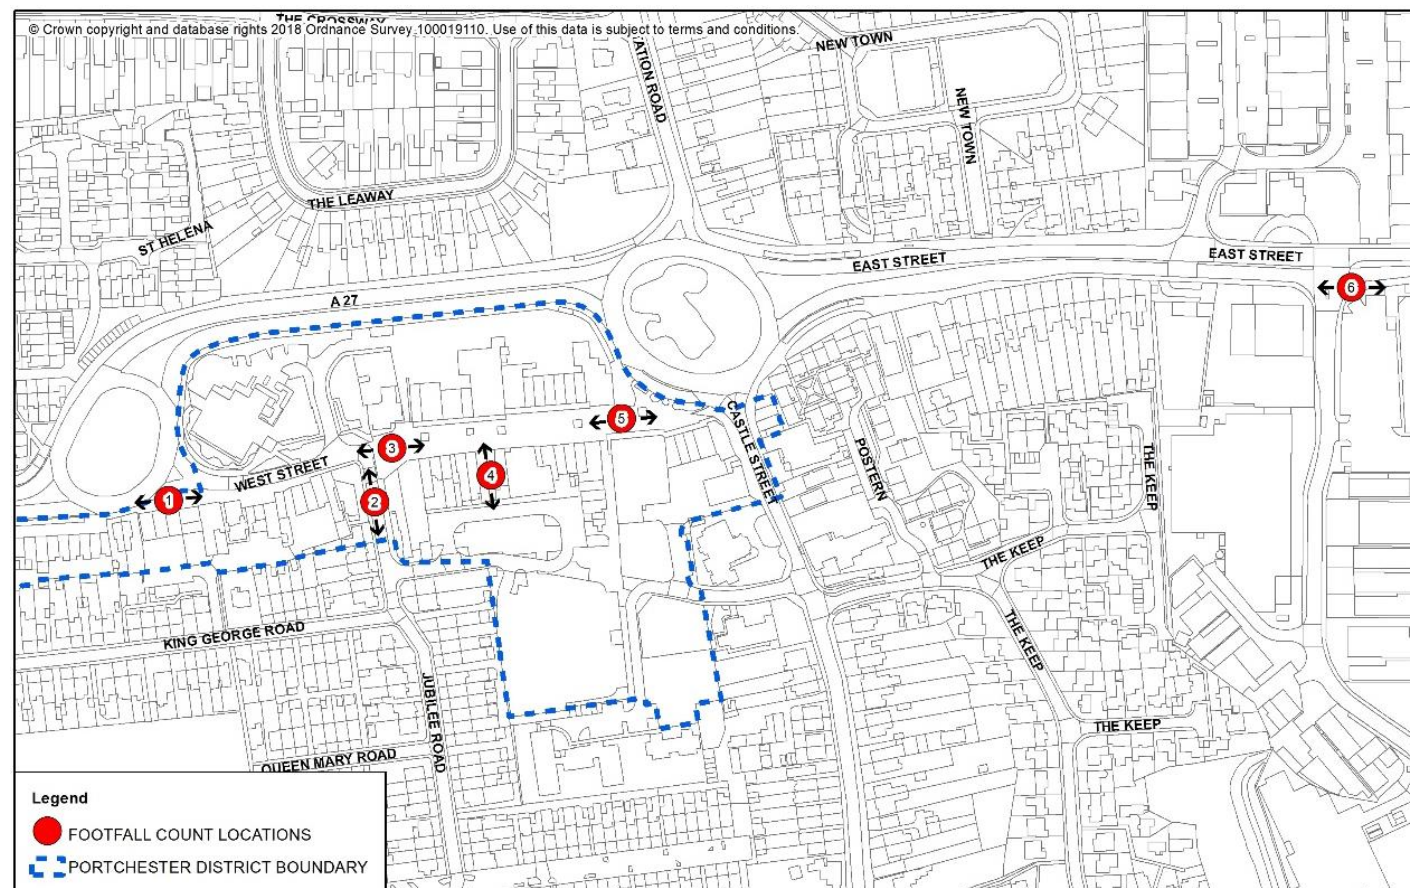 THE CROSSWAY
© Crown copyright and database rights 2018 Ordnance Survey 100019110. Use of this data is subject to terms and conditions.
NEW TOWN
NEW TOWN
THE LEAWAY
ST HELENA
EAST STREET
EAST STREET
A 27
6
5
CASTLE STREET
3
WEST STREET
4
POSTERN
THE KEEP
1
2
THE KEEP
KING GEORGE ROAD
THE KEEP
JUBILEE ROAD
THE KEEP
QUEEN MARY ROAD
Legend
FOOTFALL COUNT LOCATIONS
PORTCHESTER DISTRICT BOUNDARY